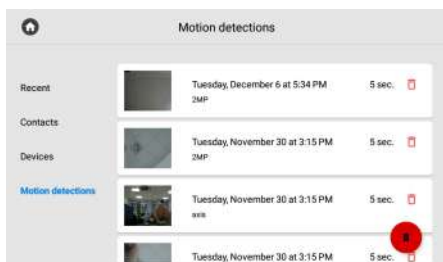 Motion detections
Recent
Contacts
Devices
Motion detections
Tuesday, December 6 at 5:34 PM
2MP
5 sec.
Tuesday, November 30 at 3:15 PM
2MP
5 sec.
Tuesday, November 30 at 3:15 PM
axis
5 sec.
Tuesday, November 30 at 3:15 PM
5 sec.